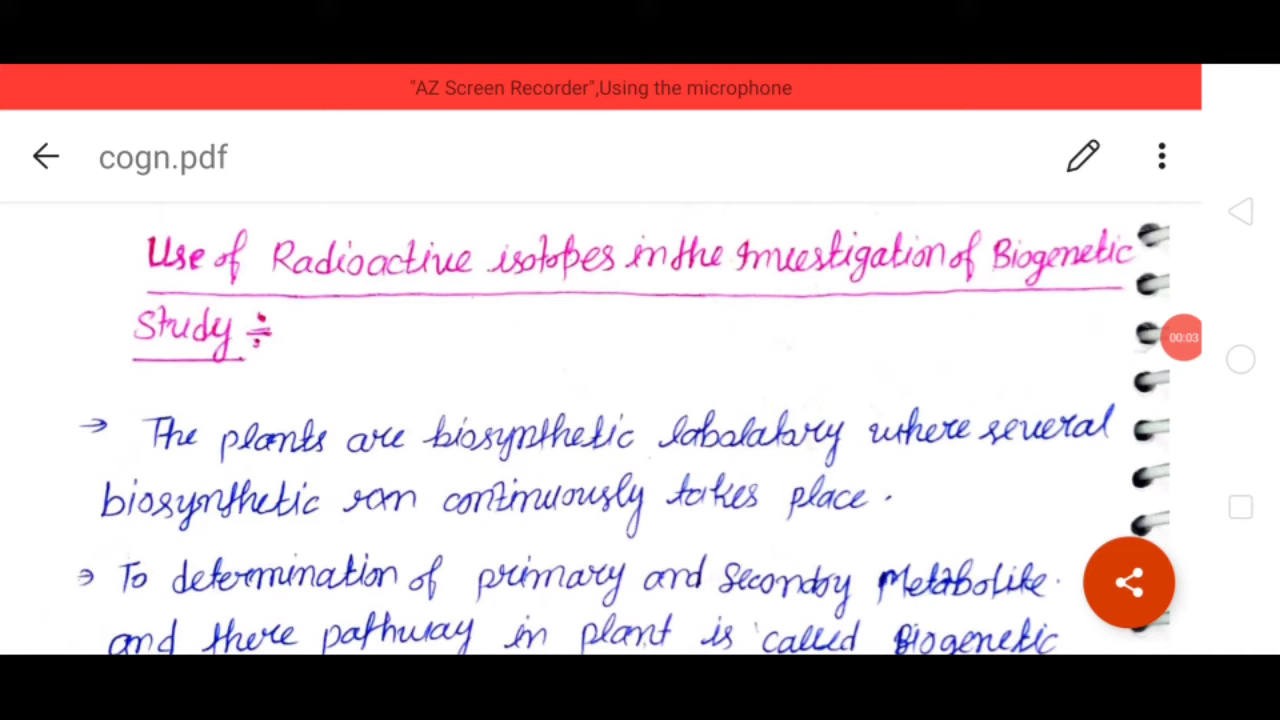 "AZ Screen Recorder",Using the microphone
cogn.pdf
Use of Radioactive isotopes in the Investigation of Biogenetic
Study ÷
00:03
→ The plants are biosynthetic labalatary where several
biosynthetic rxn continuously takes place.
→ To determination of primary and Secondry Metabolite.
and there pathway in plant is called Biogenetic